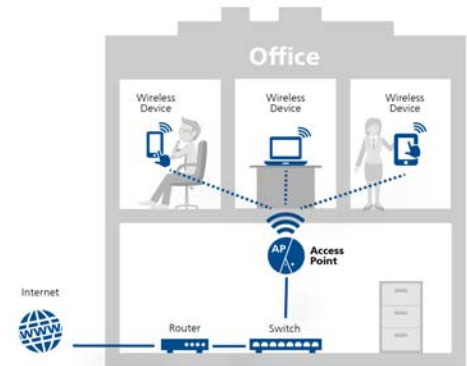 Office
Wireless
Device
Wireless
Device
Wireless
Device
AP
Access
Point
Internet
WWW
Router
Switch